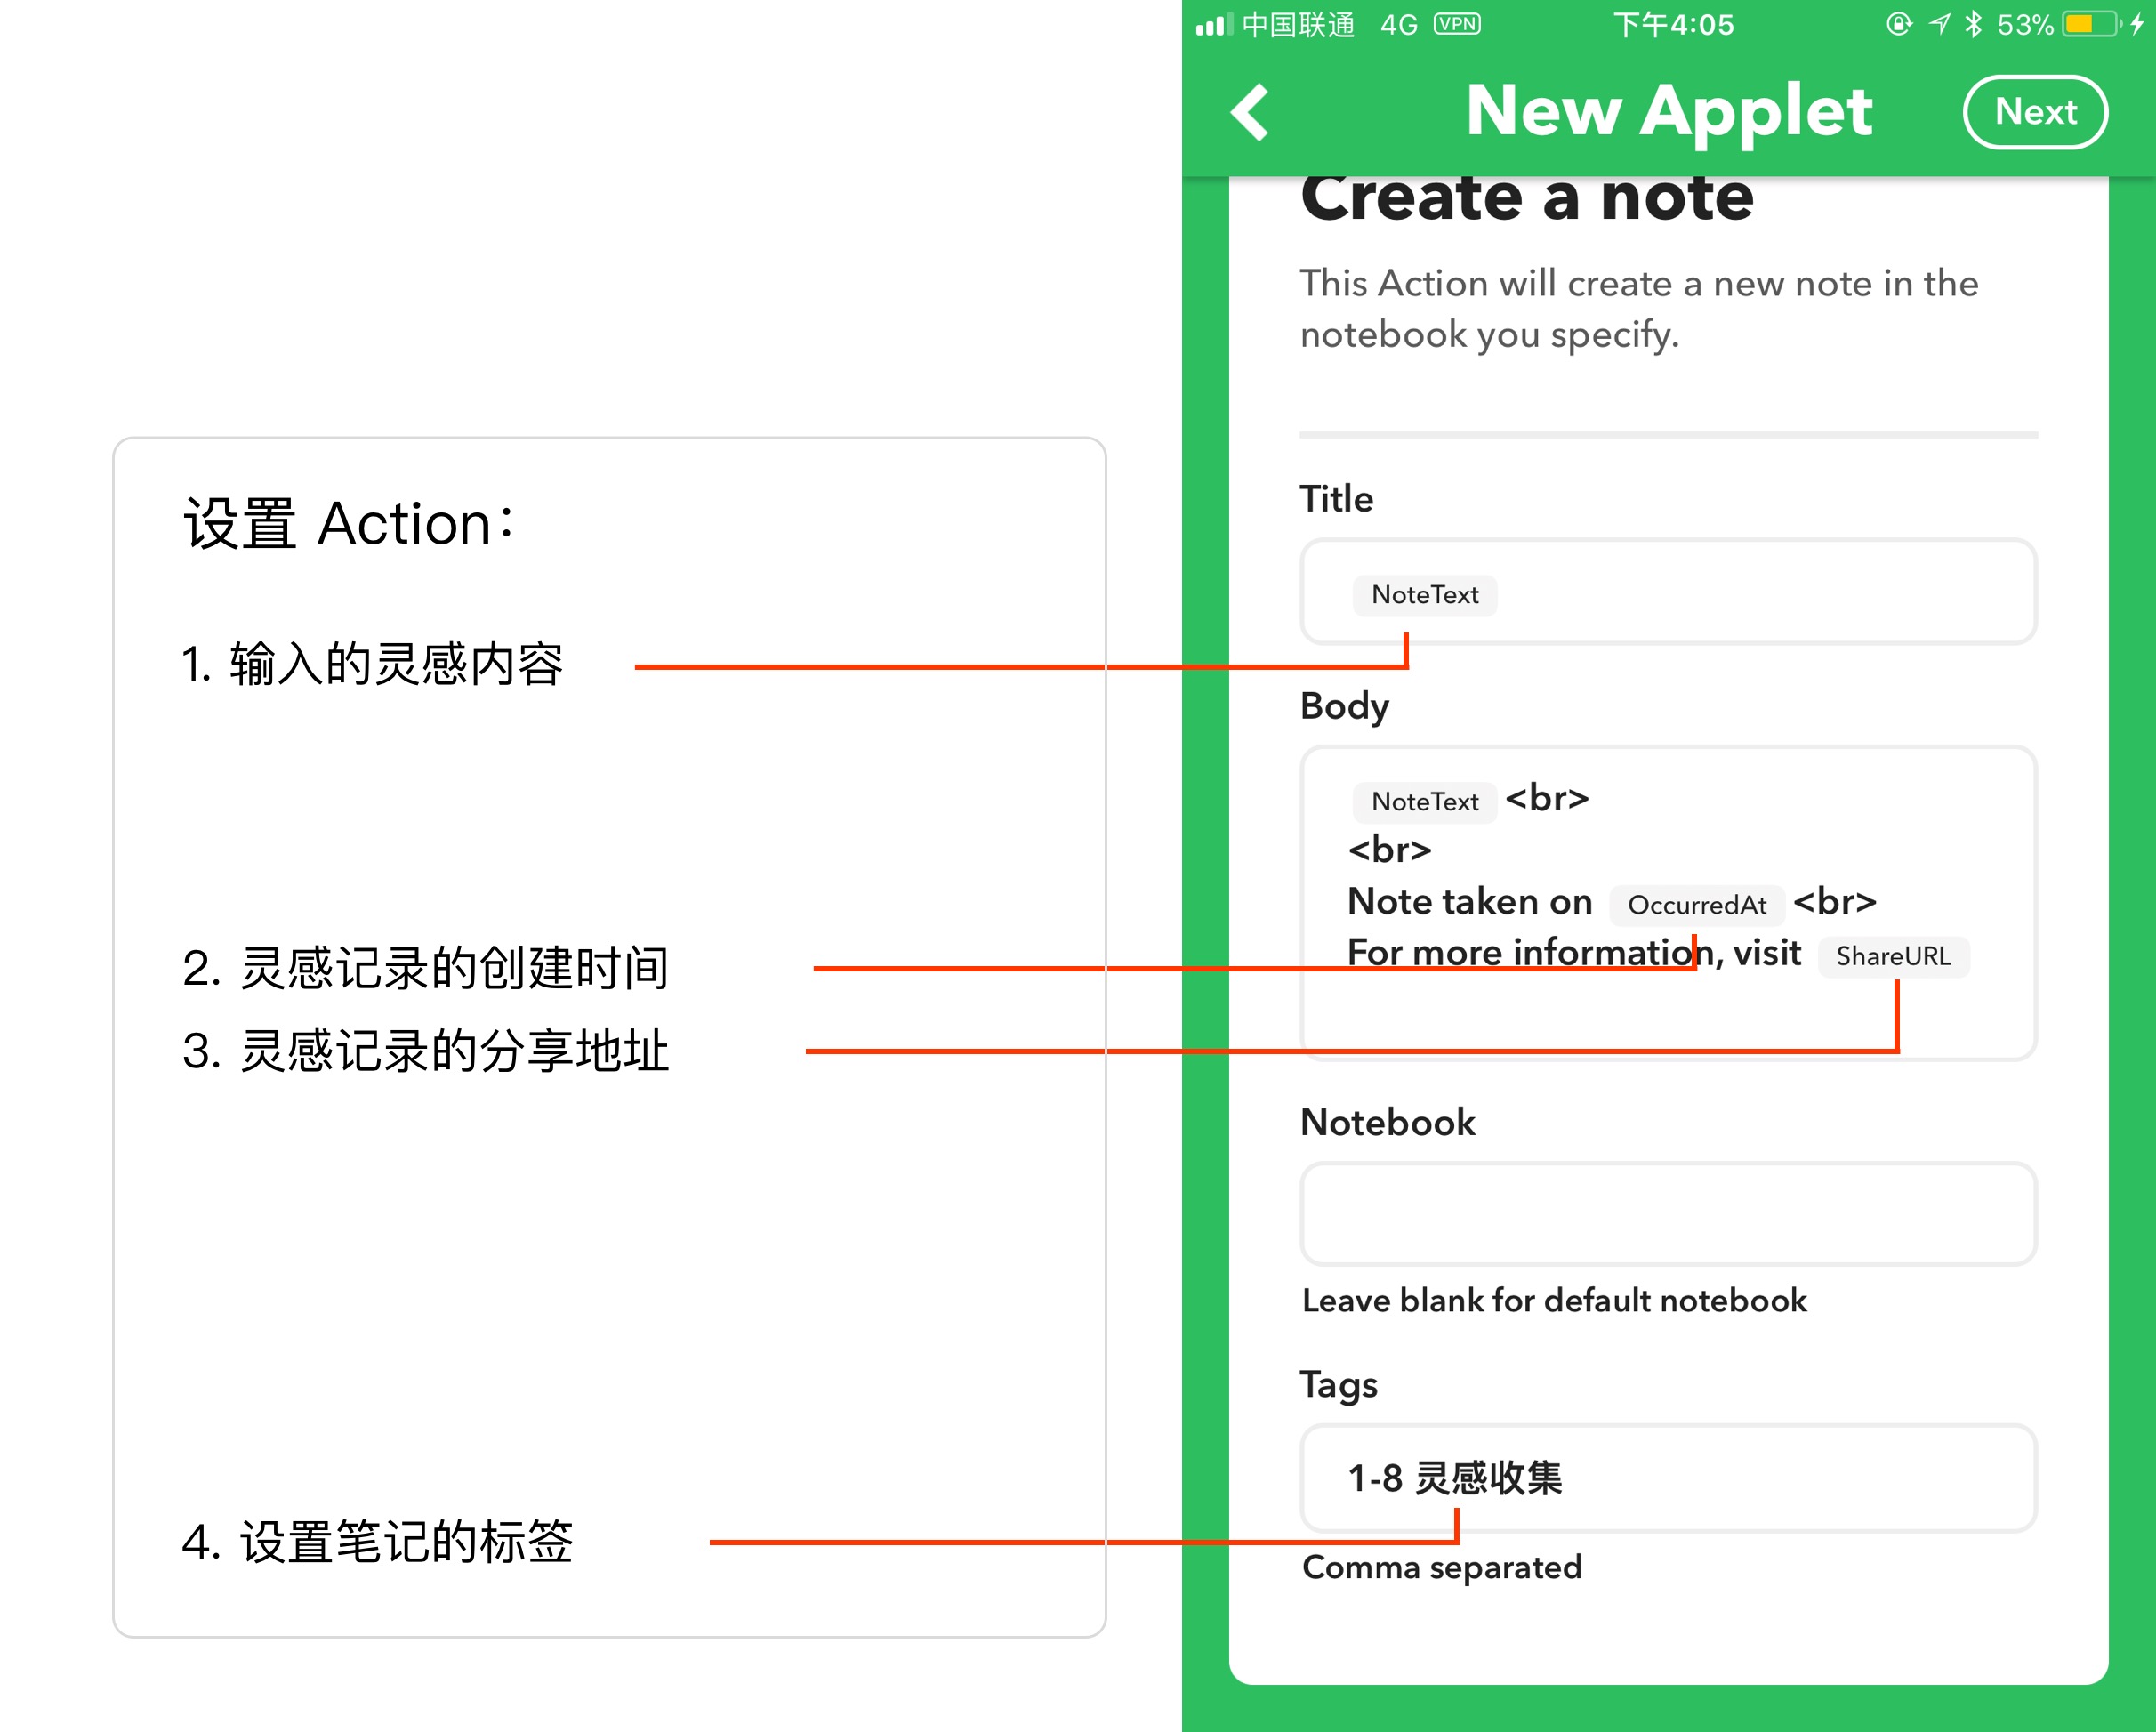 中国联通 4G VPN 下午4:05 53%
New Applet Next
Create a note
This Action will create a new note in the
notebook you specify.
设置 Action：
1. 输入的灵感内容
2. 灵感记录的创建时间
3. 灵感记录的分享地址
4. 设置笔记的标签
Title
NoteText
Body
NoteText <br>
<br>
Note taken on OccurredAt <br>
For more information, visit ShareURL
Notebook
Leave blank for default notebook
Tags
1-8 灵感收集
Comma separated